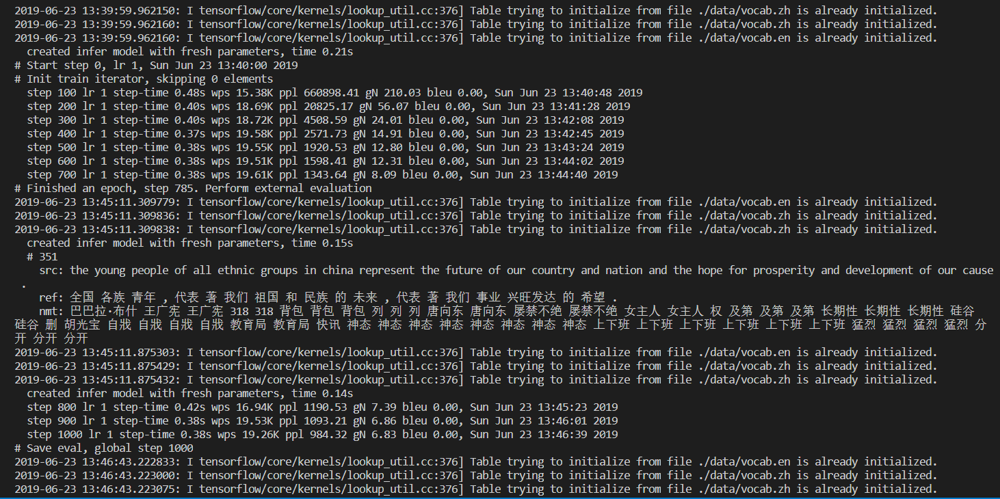 2019-06-23 13:39:59.962150: I tensorflow/core/kernels/lookup_util.cc:376] Table trying to initialize from file ./data/vocab.zh is already initialized.
2019-06-23 13:39:59.962160: I tensorflow/core/kernels/lookup_util.cc:376] Table trying to initialize from file ./data/vocab.zh is already initialized.
2019-06-23 13:39:59.962160: I tensorflow/core/kernels/lookup_util.cc:376] Table trying to initialize from file ./data/vocab.en is already initialized.
  created infer model with fresh parameters, time 0.21s
# Start step 0, lr 1, Sun Jun 23 13:40:00 2019
# Init train iterator, skipping 0 elements
  step 100 lr 1 step-time 0.48s wps 15.38K ppl 660898.41 gN 210.03 bleu 0.00, Sun Jun 23 13:40:48 2019
  step 200 lr 1 step-time 0.40s wps 18.69K ppl 20825.17 gN 56.07 bleu 0.00, Sun Jun 23 13:41:28 2019
  step 300 lr 1 step-time 0.40s wps 18.72K ppl 4508.59 gN 24.01 bleu 0.00, Sun Jun 23 13:42:08 2019
  step 400 lr 1 step-time 0.37s wps 19.58K ppl 2571.73 gN 14.91 bleu 0.00, Sun Jun 23 13:42:45 2019
  step 500 lr 1 step-time 0.38s wps 19.55K ppl 1920.53 gN 12.80 bleu 0.00, Sun Jun 23 13:43:24 2019
  step 600 lr 1 step-time 0.38s wps 19.51K ppl 1598.41 gN 12.31 bleu 0.00, Sun Jun 23 13:44:02 2019
  step 700 lr 1 step-time 0.38s wps 19.61K ppl 1343.64 gN 8.09 bleu 0.00, Sun Jun 23 13:44:40 2019
# Finished an epoch, step 785. Perform external evaluation
2019-06-23 13:45:11.309779: I tensorflow/core/kernels/lookup_util.cc:376] Table trying to initialize from file ./data/vocab.en is already initialized.
2019-06-23 13:45:11.309836: I tensorflow/core/kernels/lookup_util.cc:376] Table trying to initialize from file ./data/vocab.zh is already initialized.
2019-06-23 13:45:11.309838: I tensorflow/core/kernels/lookup_util.cc:376] Table trying to initialize from file ./data/vocab.zh is already initialized.
  created infer model with fresh parameters, time 0.15s
  # 351
    src: the young people of all ethnic groups in china represent the future of our country and nation and the hope for prosperity and development of our cause
 .
    ref: 全国 各族 青年 , 代表 著 我们 祖国 和 民族 的 未来 , 代表 著 我们 事业 兴旺发达 的 希望 .
    nmt: 巴巴拉·布什 王广宪 王广宪 318 318 背包 背包 背包 列 列 列 唐向东 唐向东 屡禁不绝 屡禁不绝 女主人 女主人 权 及第 及第 及第 长期性 长期性 长期性 硅谷
硅谷 删 胡光宝 自戕 自戕 自戕 自戕 教育局 教育局 快讯 神态 神态 神态 神态 神态 神态 神态 神态 上下班 上下班 上下班 上下班 上下班 上下班 猛烈 猛烈 猛烈 猛烈 分
开 分开 分开
2019-06-23 13:45:11.875303: I tensorflow/core/kernels/lookup_util.cc:376] Table trying to initialize from file ./data/vocab.en is already initialized.
2019-06-23 13:45:11.875429: I tensorflow/core/kernels/lookup_util.cc:376] Table trying to initialize from file ./data/vocab.zh is already initialized.
2019-06-23 13:45:11.875432: I tensorflow/core/kernels/lookup_util.cc:376] Table trying to initialize from file ./data/vocab.zh is already initialized.
  created infer model with fresh parameters, time 0.14s
  step 800 lr 1 step-time 0.42s wps 16.94K ppl 1190.53 gN 7.39 bleu 0.00, Sun Jun 23 13:45:23 2019
  step 900 lr 1 step-time 0.38s wps 19.53K ppl 1093.21 gN 6.86 bleu 0.00, Sun Jun 23 13:46:01 2019
  step 1000 lr 1 step-time 0.38s wps 19.26K ppl 984.32 gN 6.83 bleu 0.00, Sun Jun 23 13:46:39 2019
# Save eval, global step 1000
2019-06-23 13:46:43.222833: I tensorflow/core/kernels/lookup_util.cc:376] Table trying to initialize from file ./data/vocab.en is already initialized.
2019-06-23 13:46:43.223000: I tensorflow/core/kernels/lookup_util.cc:376] Table trying to initialize from file ./data/vocab.zh is already initialized.
2019-06-23 13:46:43.223075: I tensorflow/core/kernels/lookup_util.cc:376] Table trying to initialize from file ./data/vocab.zh is already initialized.